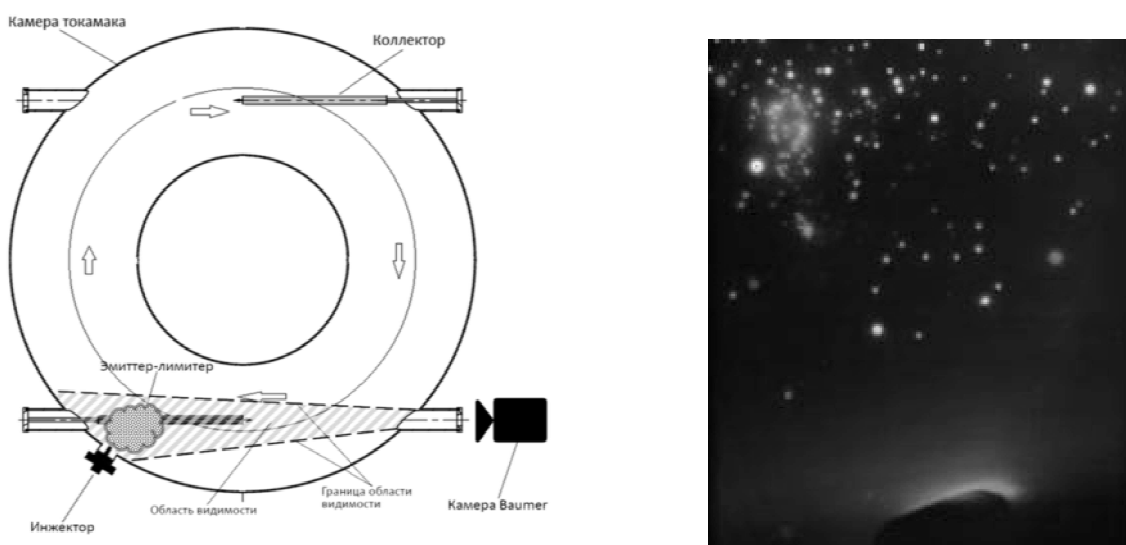 Камера токамака
Коллектор
Эмиттер-лимитер
Граница области
видимости
Область видимости
Камера Baumer
Инжектор